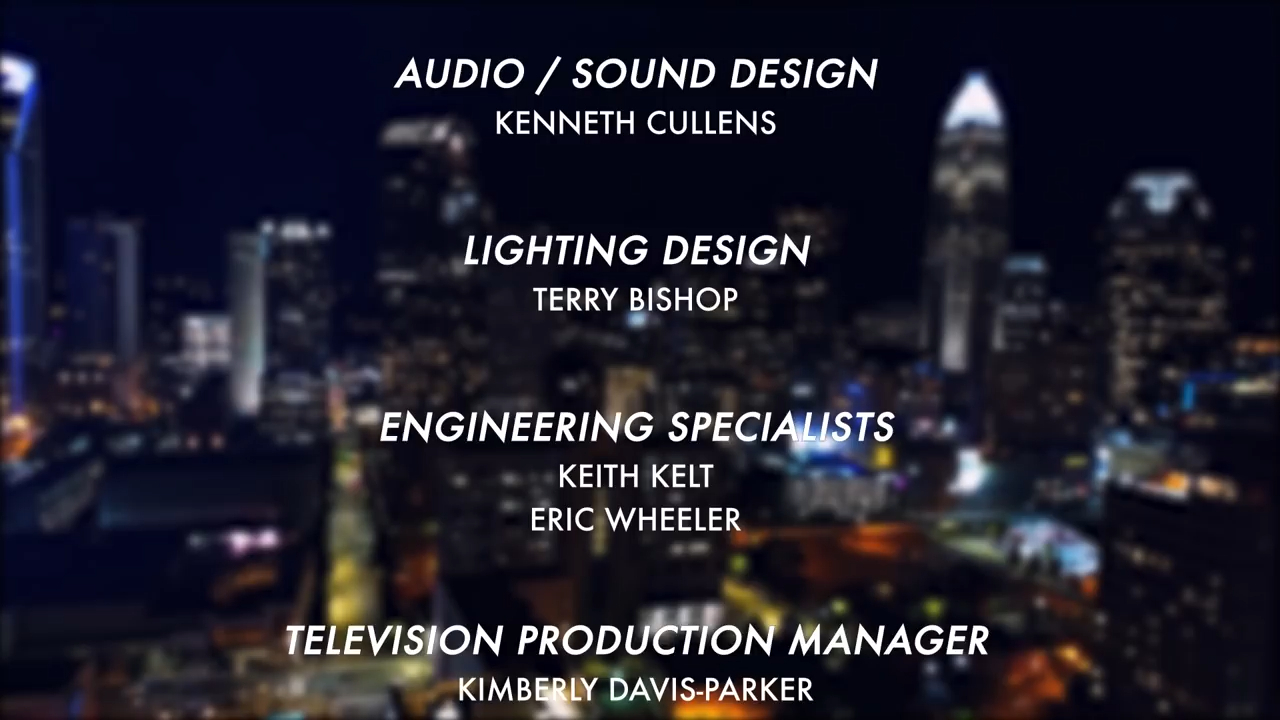 AUDIO / SOUND DESIGN
KENNETH CULLENS
LIGHTING DESIGN
TERRY BISHOP
ENGINEERING SPECIALISTS
KEITH KELT
ERIC WHEELER
TELEVISION PRODUCTION MANAGER
KIMBERLY DAVIS-PARKER